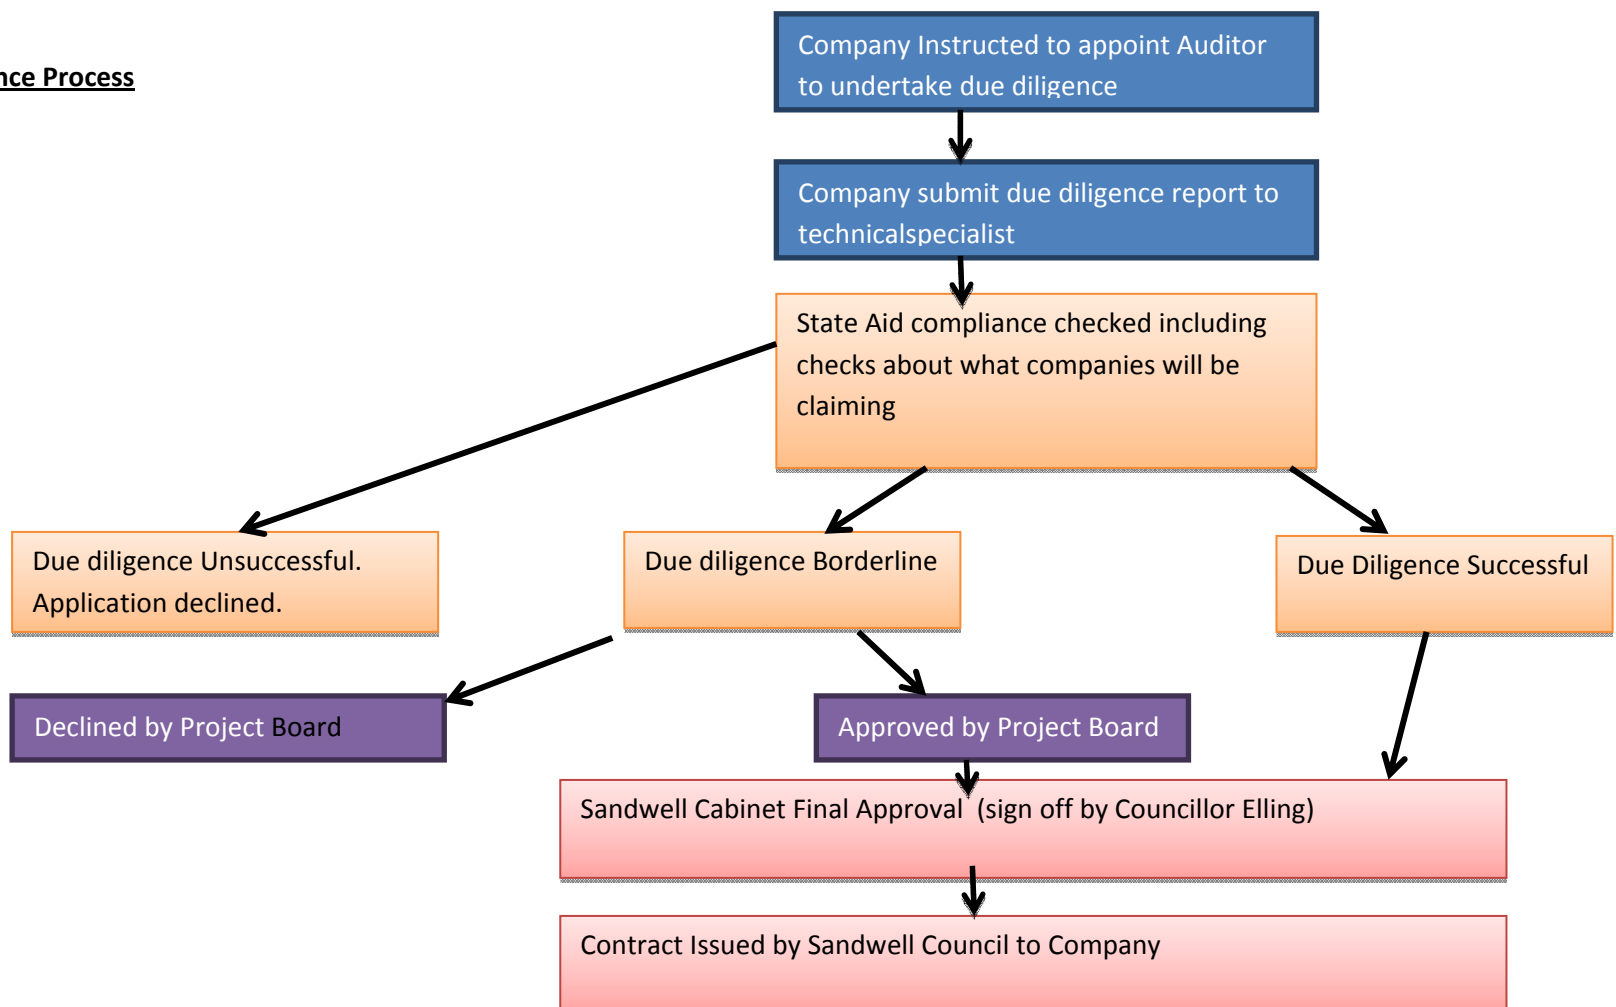 Company Instructed to appoint Auditor
to undertake due diligence
nce Process
Company submit due diligence report to
technicalspecialist
State Aid compliance checked including
checks about what companies will be
claiming
Due diligence Unsuccessful.
Application declined.
Due diligence Borderline
Due Diligence Successful
Declined by Project Board
Approved by Project Board
Sandwell Cabinet Final Approval (sign off by Councillor Elling)
Contract Issued by Sandwell Council to Company